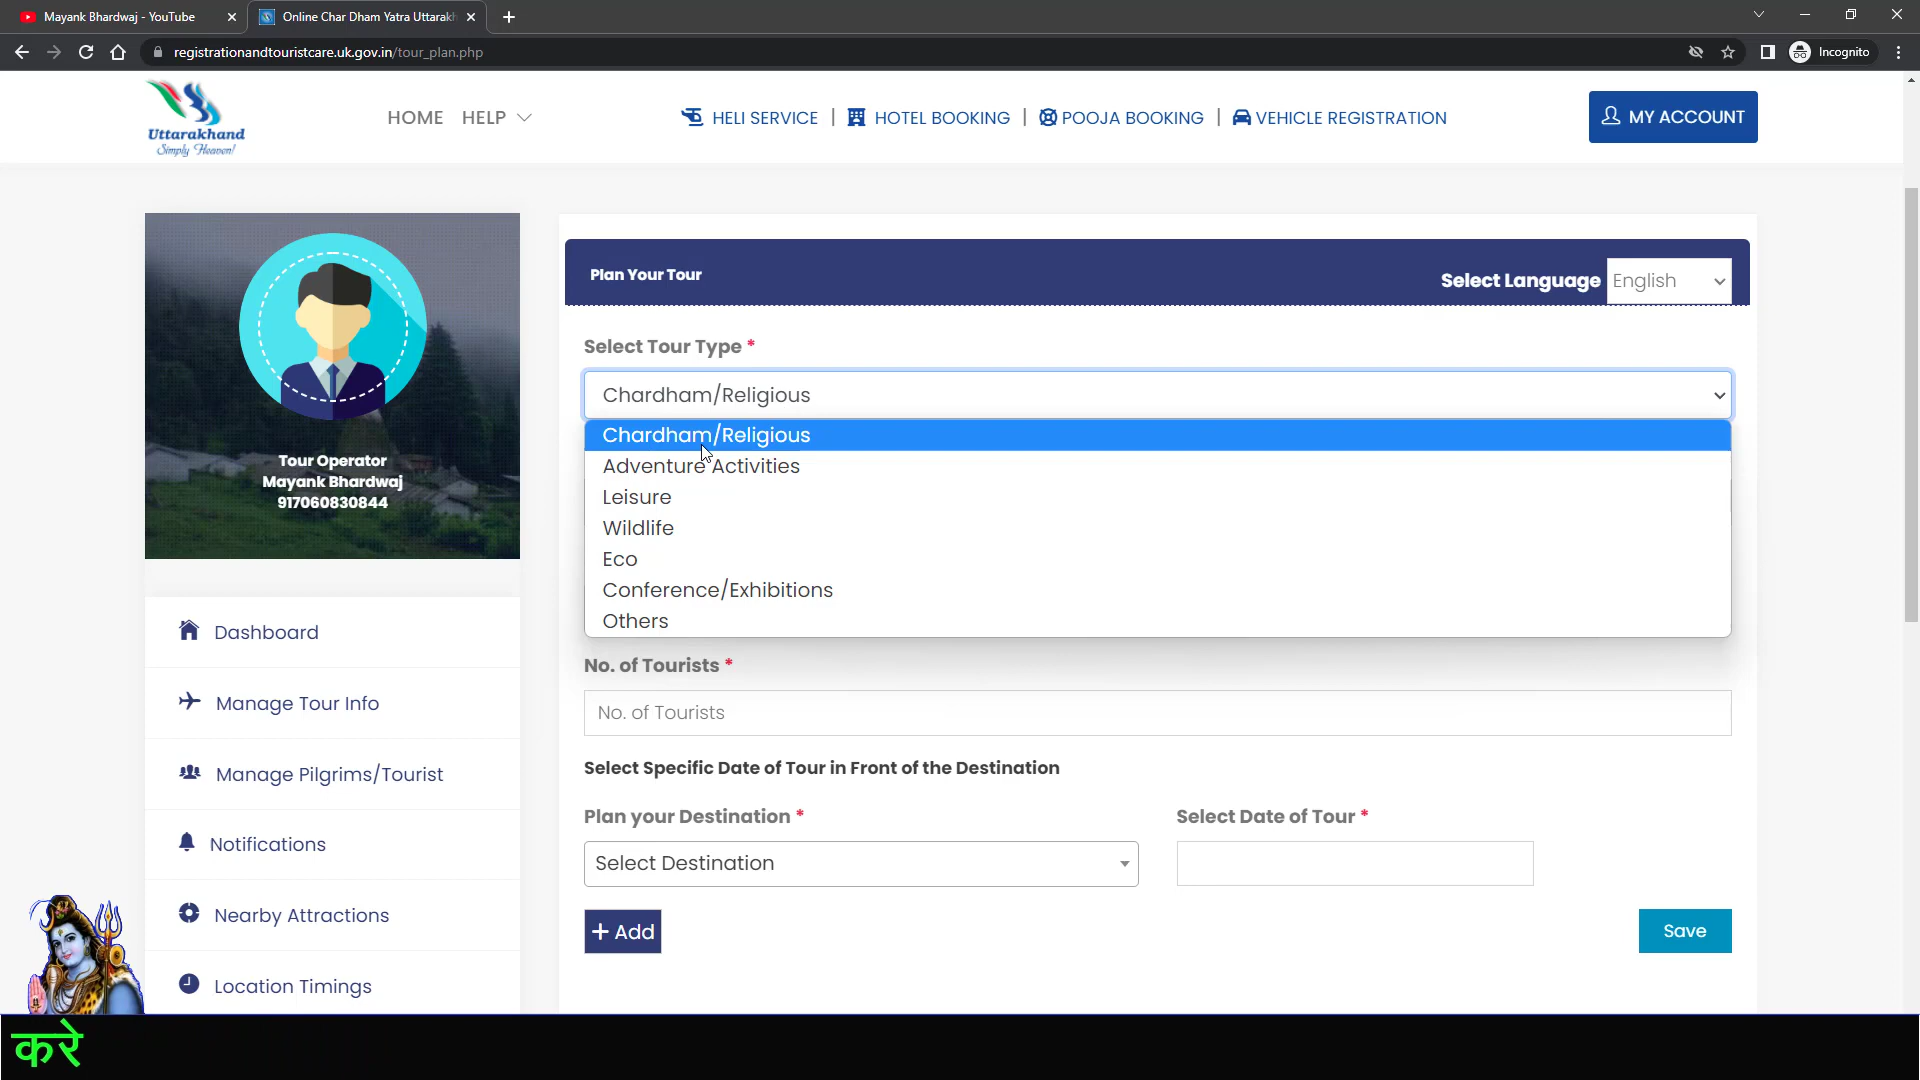 Mayank Bhardwaj - YouTube
Online Char Dham Yatra Uttarakh
registrationandtouristcare.uk.gov.in/tour_plan.php
Incognito
Uttarakhand
Simply Heaven!
HOME HELP
HELI SERVICE | HOTEL BOOKING | POOJA BOOKING | VEHICLE REGISTRATION
MY ACCOUNT
Tour Operator
Mayank Bhardwaj
917060830844
Dashboard
Manage Tour Info
Manage Pilgrims/Tourist
Notifications
Nearby Attractions
Location Timings
Plan Your Tour
Select Language English
Select Tour Type *
Chardham/Religious
Chardham/Religious
Adventure Activities
Leisure
Wildlife
Eco
Conference/Exhibitions
Others
No. of Tourists *
No. of Tourists
Select Specific Date of Tour in Front of the Destination
Plan your Destination * Select Date of Tour *
Select Destination
+ Add
Save
करे